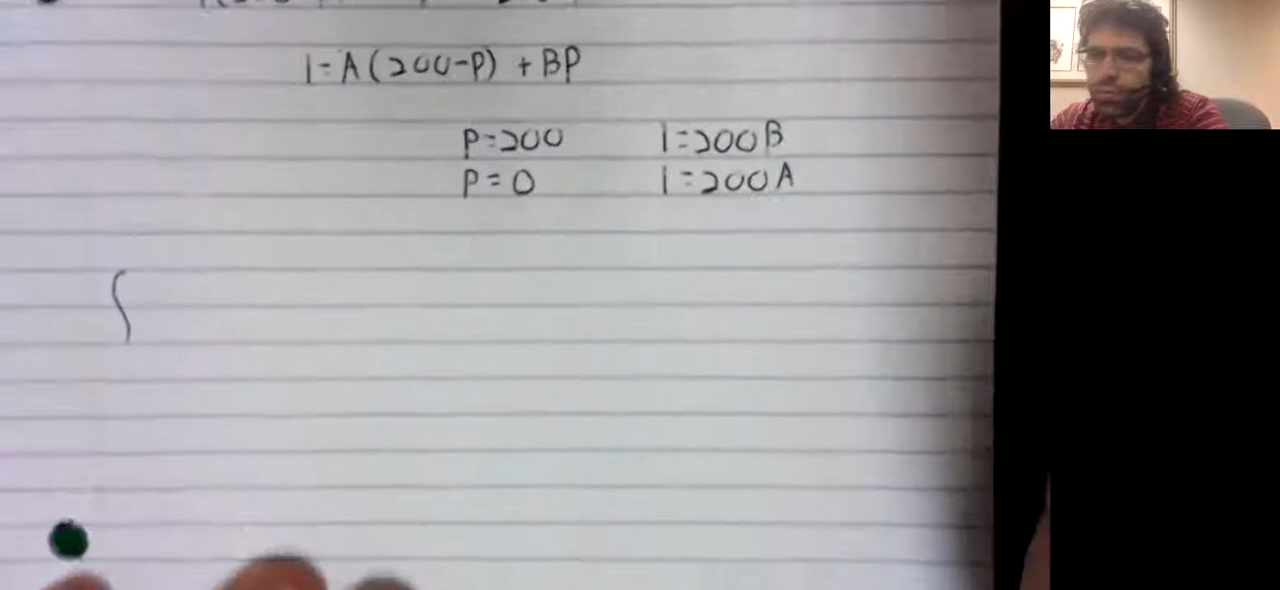 1 = A(200-P) + BP
P=200 1=200B
P=0 1=200A
∫